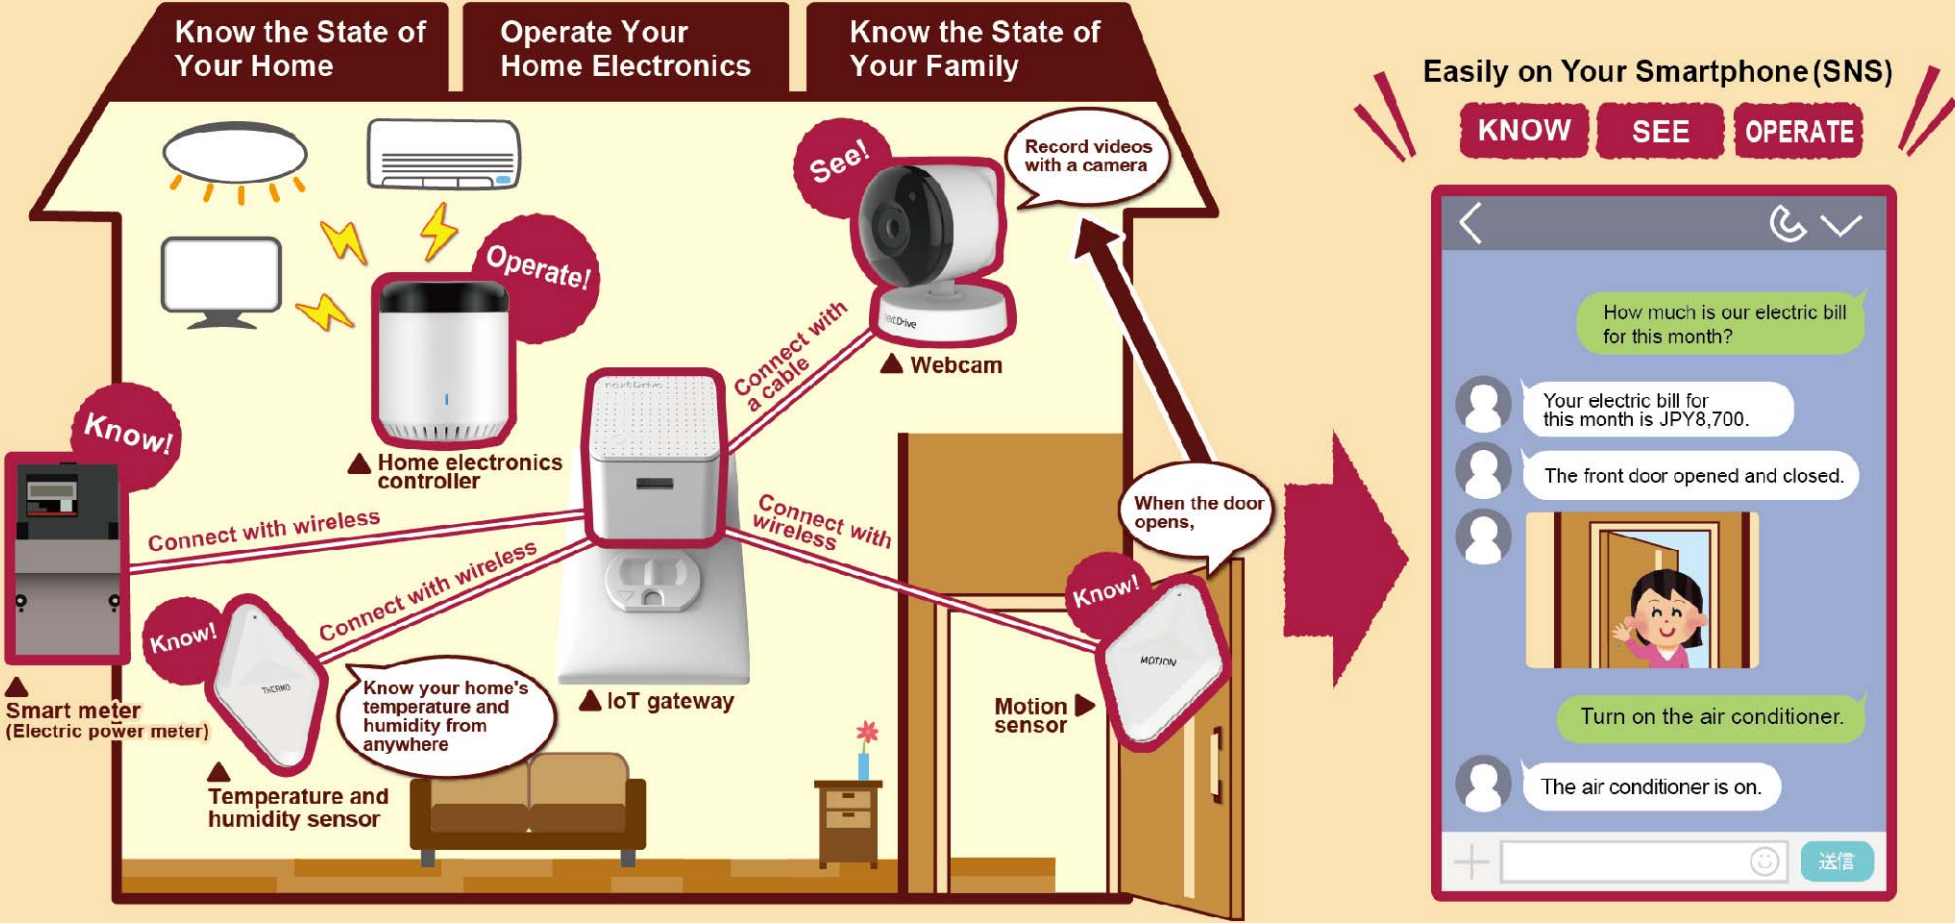 Know the State of
Your Home
Operate Your
Home Electronics
Know the State of
Your Family
Easily on Your Smartphone (SNS)
KNOW
SEE
OPERATE
See!
Record videos
with a camera
Operate!
nextDrive
Webcam
Connect with
a cable
nextDrive
Know!
Home electronics
controller
Connect with wireless
Connect with wireless
Connect with
wireless
When the door
opens,
Know!
MOTION
Motion
sensor
Know!
THERMO
Know your home's
temperature and
humidity from
anywhere
IoT gateway
Smart meter
(Electric power meter)
Temperature and
humidity sensor
How much is our electric bill
for this month?
Your electric bill for
this month is JPY8,700.
The front door opened and closed.
Turn on the air conditioner.
The air conditioner is on.
送信